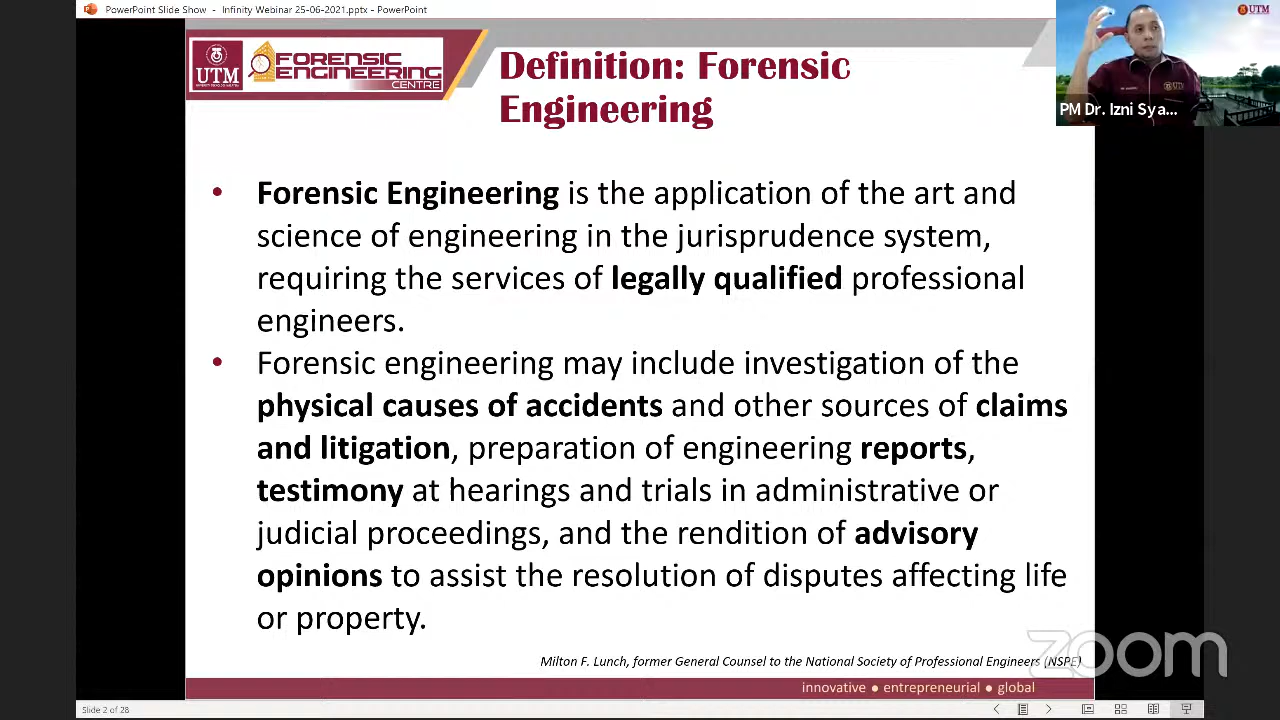 PowerPoint Slide Show - Infinity Webinar 25-06-2021.pptx - PowerPoint
UTM
UTM
FORENSIC
ENGINEERING
CENTRE
Definition: Forensic
Engineering
PM Dr. Izni Sya...
• Forensic Engineering is the application of the art and
science of engineering in the jurisprudence system,
requiring the services of legally qualified professional
engineers.
• Forensic engineering may include investigation of the
physical causes of accidents and other sources of claims
and litigation, preparation of engineering reports,
testimony at hearings and trials in administrative or
judicial proceedings, and the rendition of advisory
opinions to assist the resolution of disputes affecting life
or property.
Milton F. Lunch, former General Counsel to the National Society of Professional Engineers (NSPE)
zoom
innovative ● entrepreneurial ● global
Slide 2 of 28